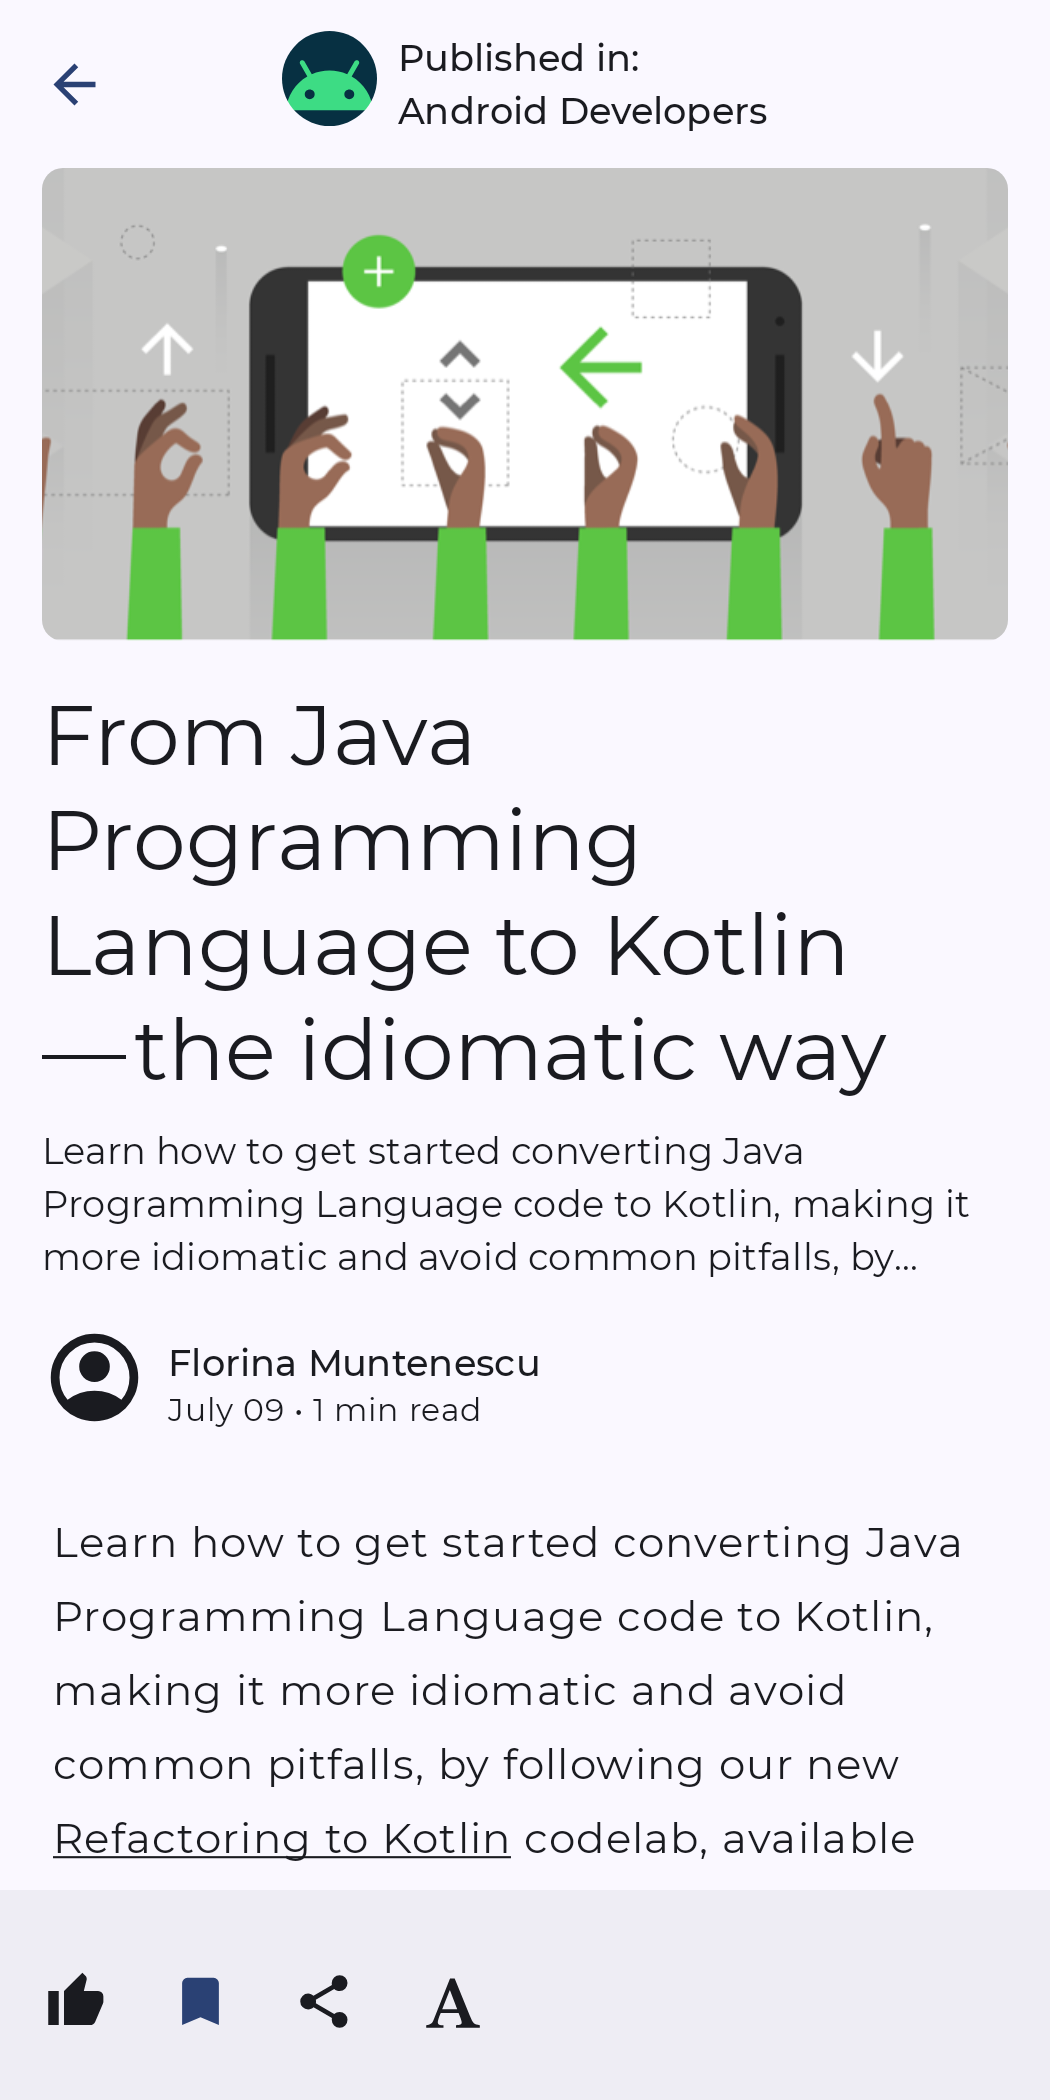 Published in:
Android Developers
From Java
Programming
Language to Kotlin
—the idiomatic way
Learn how to get started converting Java
Programming Language code to Kotlin, making it
more idiomatic and avoid common pitfalls, by...
Florina Muntenescu
July 09 • 1 min read
Learn how to get started converting Java
Programming Language code to Kotlin,
making it more idiomatic and avoid
common pitfalls, by following our new
Refactoring to Kotlin codelab, available
A